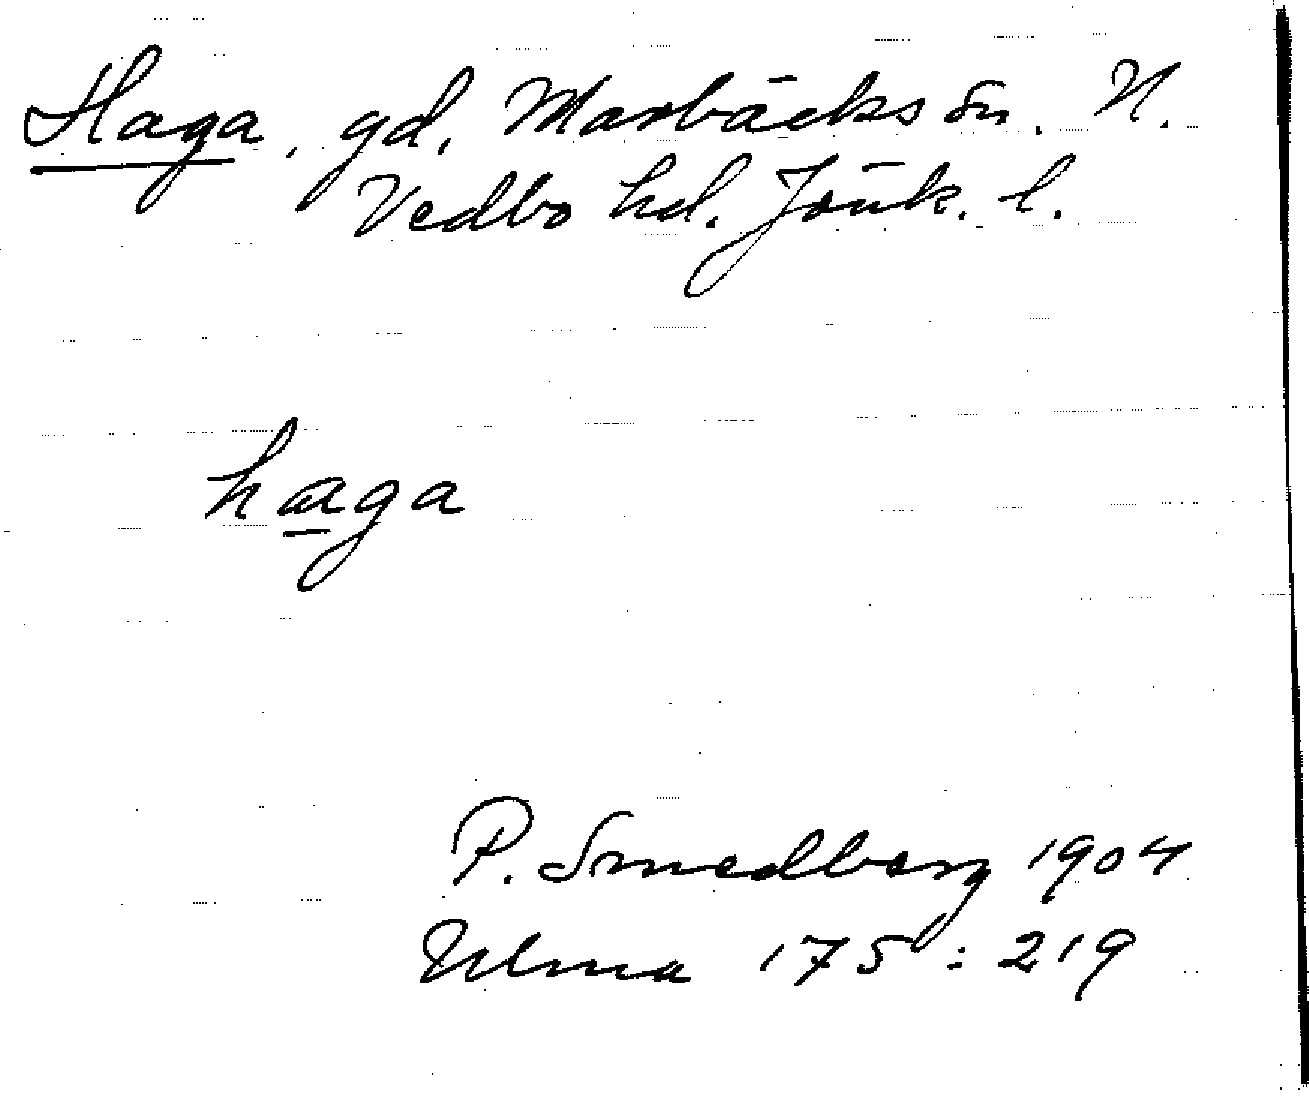 Haga, gd, Marbäcks sn. N.
Vedbo hd. Jönk. l.
haga
P. Smedberg 1904
Ulma 175:219